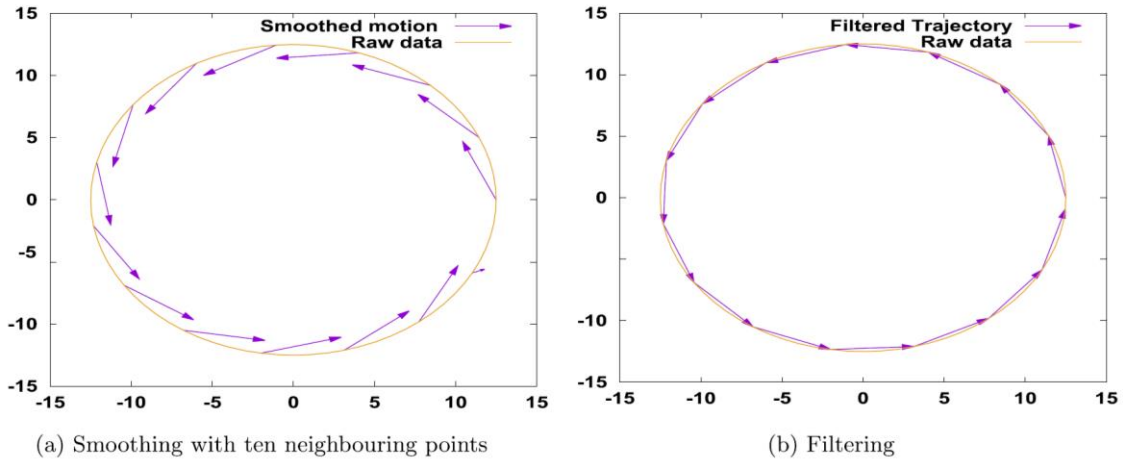 15
10
5
0
-5
-10
-15
-15 -10 -5 0 5 10 15
Smoothed motion
Raw data
(a) Smoothing with ten neighbouring points
15
10
5
0
-10
-15
-15 -10 -5 0 5 10 15
Filtered Trajectory
Raw data
(b) Filtering